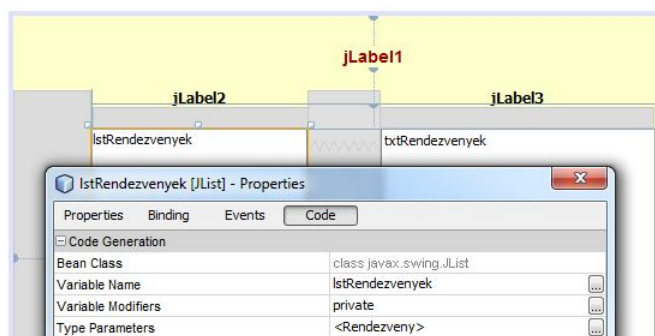 jLabel1
jLabel2 jLabel3
lstRendezvenyek txtRendezvenyek
lstRendezvenyek [JList] - Properties
Properties Binding Events Code
Code Generation
Bean Class class javax.swing.JList
Variable Name lstRendezvenyek ...
Variable Modifiers private ...
Type Parameters <Rendezveny> ...